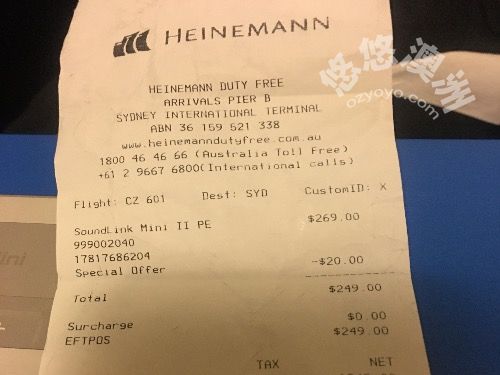 HEINEMANN
HEINEMANN DUTY FREE
ARRIVALS PIER B
SYDNEY INTERNATIONAL TERMINAL
ABN 36 159 521 338
www.heinemanndutyfree.com.au
1800 46 46 66 (Australia Toll Free)
+61 2 9667 6800(International calls)
Flight: CZ 601 Dest: SYD CustomID: X
SoundLink Mini II PE $269.00
999002040
17817686204
Special Offer -$20.00
Total $249.00
Surcharge $0.00
EFTPOS $249.00
TAX NET
悠悠澳洲
ozyoyo.com